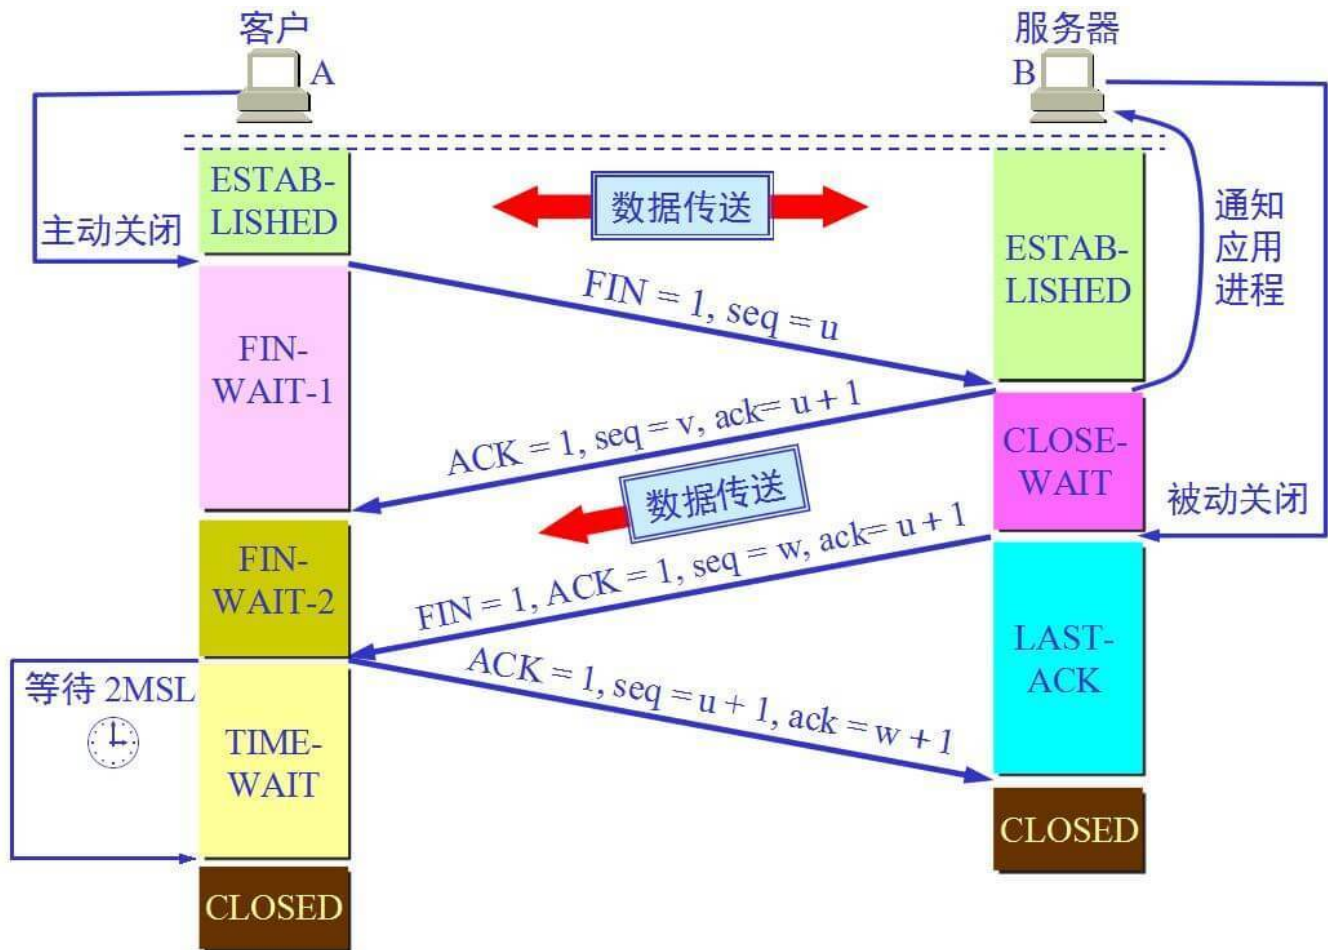 客户
服务器
A
B
ESTAB-
LISHED
数据传送
主动关闭
ESTAB-
LISHED
通知
应用
进程
FIN = 1, seq = u
FIN-
WAIT-1
ACK = 1, seq = v, ack= u + 1
CLOSE-
WAIT
数据传送
被动关闭
FIN-
WAIT-2
FIN = 1, ACK = 1, seq = w, ack= u + 1
LAST-
ACK
ACK = 1, seq = u + 1, ack = w + 1
等待 2MSL
TIME-
WAIT
CLOSED
CLOSED